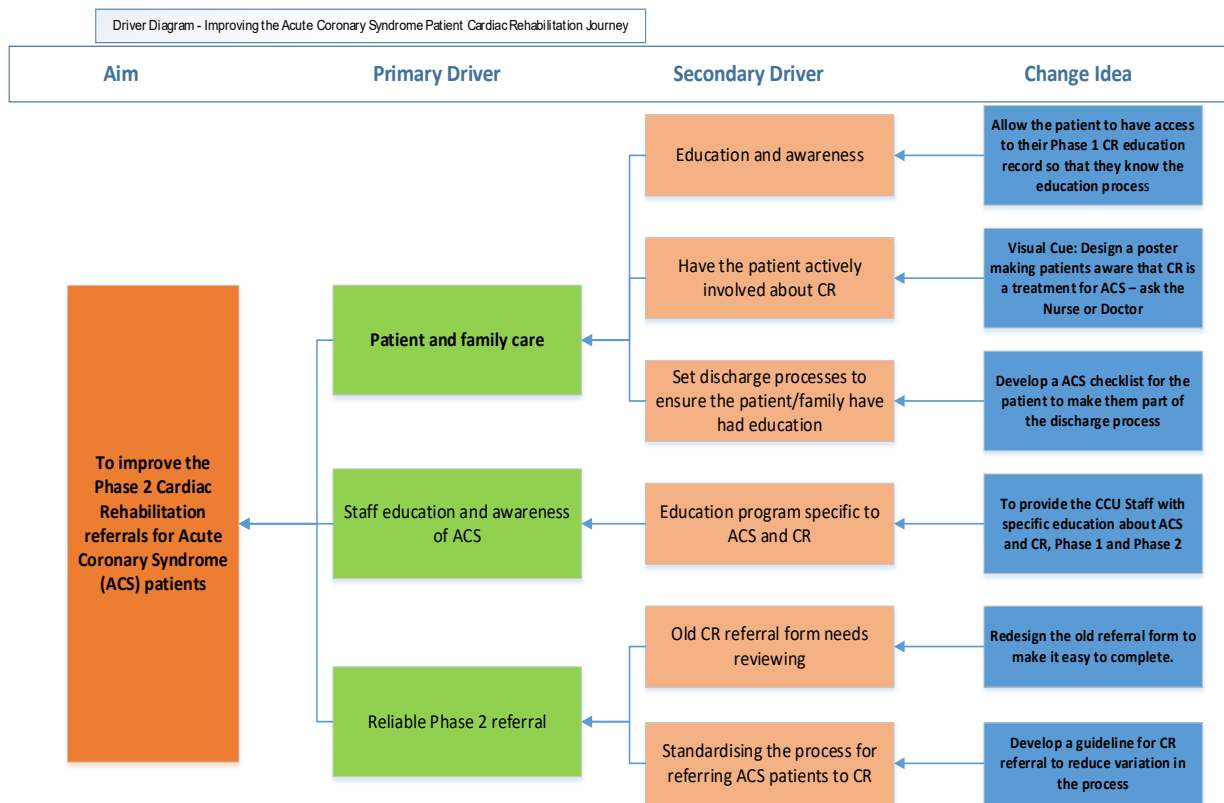 Driver Diagram - Improving the Acute Coronary Syndrome Patient Cardiac Rehabilitation Journey
Aim
Primary Driver
Secondary Driver
Change Idea
To improve the
Phase 2 Cardiac
Rehabilitation
referrals for Acute
Coronary Syndrome
(ACS) patients
Patient and family care
Staff education and awareness
of ACS
Reliable Phase 2 referral
Education and awareness
Have the patient actively
involved about CR
Set discharge processes to
ensure the patient/family have
had education
Education program specific to
ACS and CR
Old CR referral form needs
reviewing
Standardising the process for
referring ACS patients to CR
Allow the patient to have access
to their Phase 1 CR education
record so that they know the
education process
Visual Cue: Design a poster
making patients aware that CR is
a treatment for ACS – ask the
Nurse or Doctor
Develop a ACS checklist for the
patient to make them part of
the discharge process
To provide the CCU Staff with
specific education about ACS
and CR, Phase 1 and Phase 2
Redesign the old referral form to
make it easy to complete.
Develop a guideline for CR
referral to reduce variation in
the process